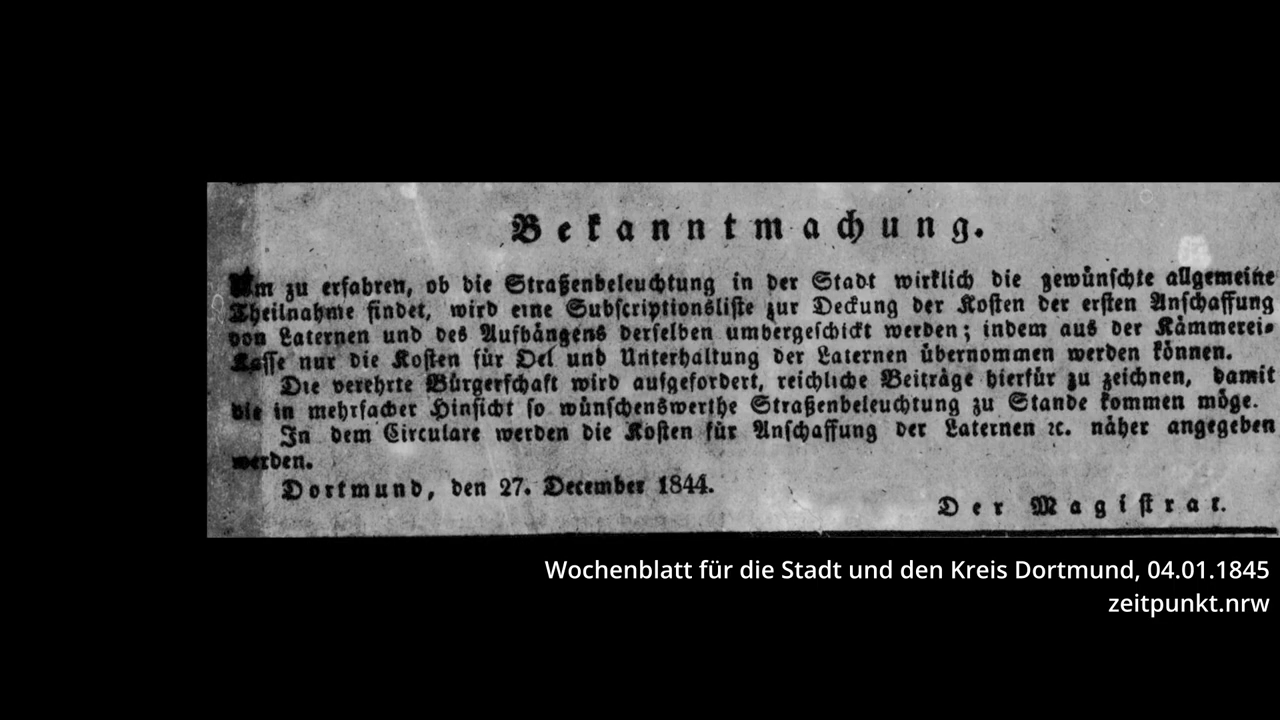 Bekanntmachung.
Um zu erfahren, ob die Straßenbeleuchtung in der Stadt wirklich die gewünschte allgemeine
Theilnahme findet, wird eine Subscriptionsliste zur Deckung der Kosten der ersten Anschaffung
von Laternen und des Aufhängens derselben umhergeschickt werden; indem aus der Kämmerei-
Kasse nur die Kosten für Oel und Unterhaltung der Laternen übernommen werden können.
Die verehrte Bürgerschaft wird aufgefordert, reichliche Beiträge hierfür zu zeichnen, damit
die in mehrfacher Hinsicht so wünschenswerthe Straßenbeleuchtung zu Stande kommen möge.
In dem Circulare werden die Kosten für Anschaffung der Laternen ꝛc. näher angegeben
werden.
Dortmund, den 27. December 1844.
Der Magistrat.
Wochenblatt für die Stadt und den Kreis Dortmund, 04.01.1845
zeitpunkt.nrw